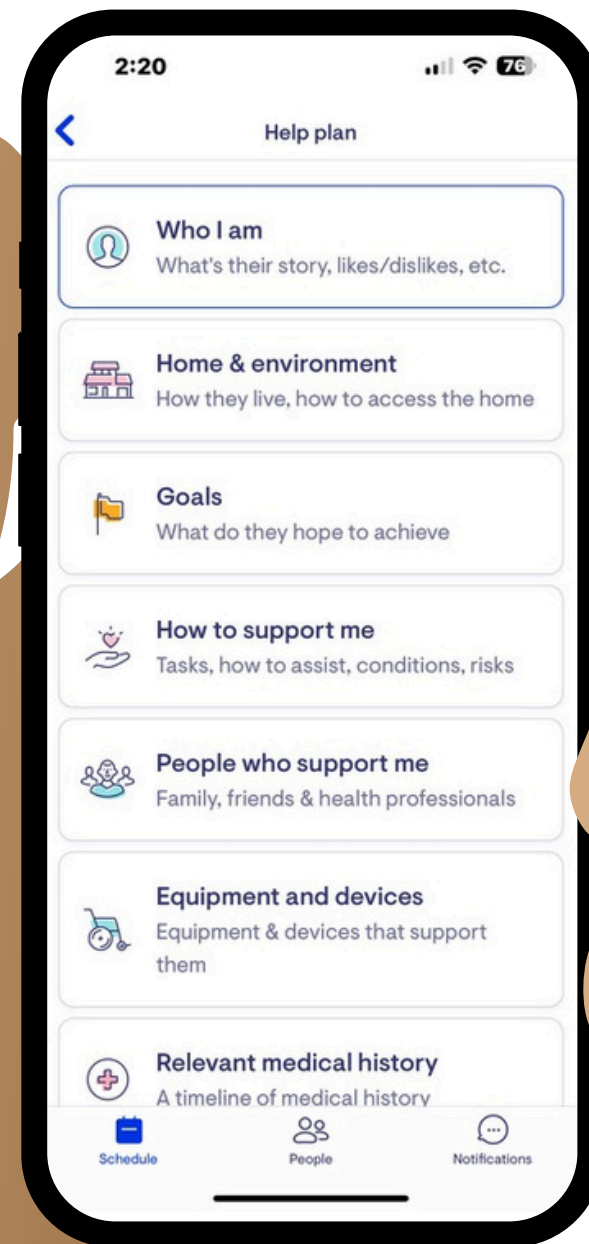 2:20
76
Help plan
Who I am
What's their story, likes/dislikes, etc.
Home & environment
How they live, how to access the home
Goals
What do they hope to achieve
How to support me
Tasks, how to assist, conditions, risks
People who support me
Family, friends & health professionals
Equipment and devices
Equipment & devices that support
them
Relevant medical history
A timeline of medical history
Schedule
People
Notifications